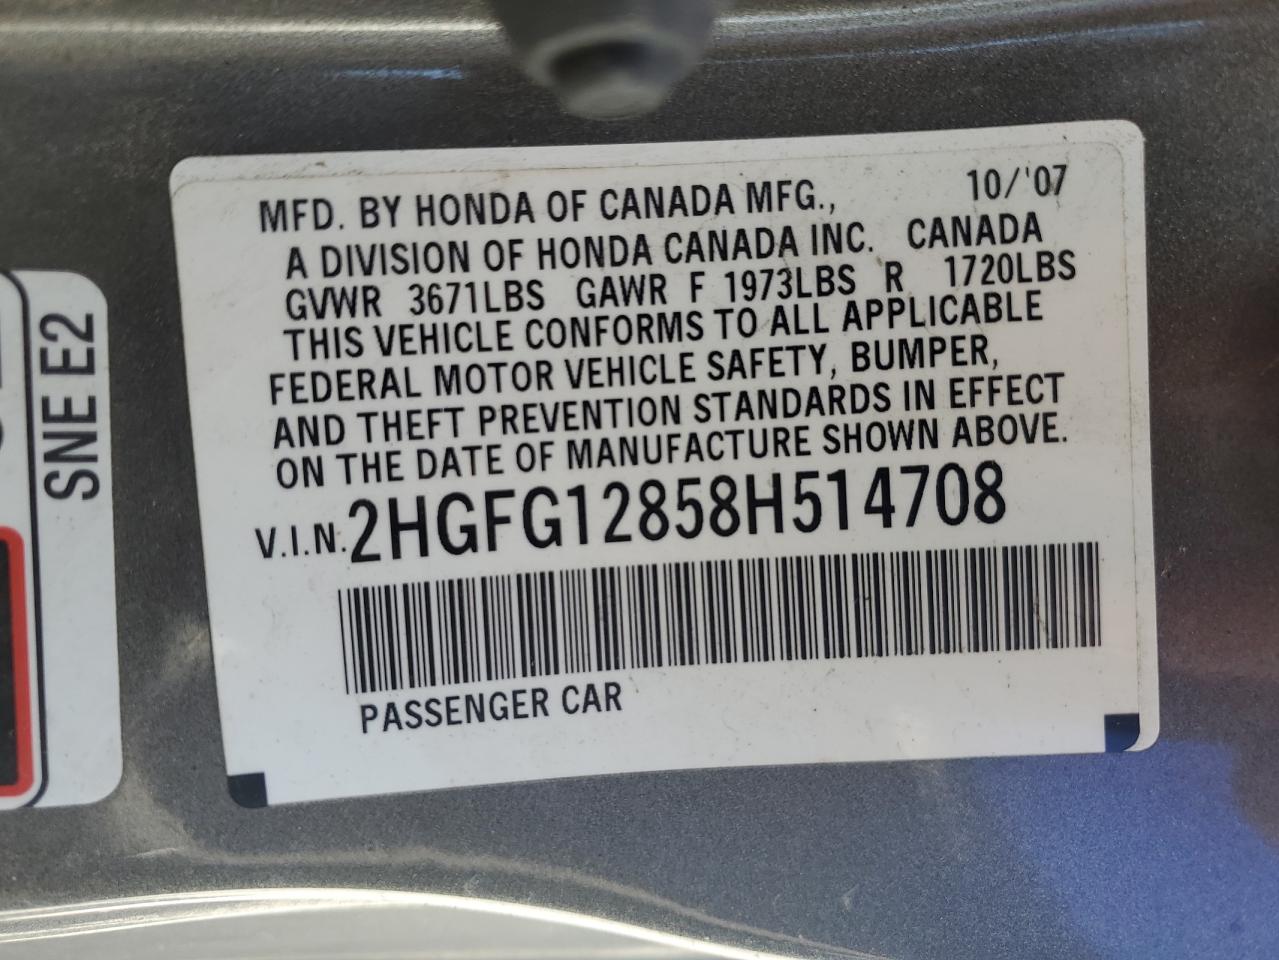 MFD. BY HONDA OF CANADA MFG., 10/'07
A DIVISION OF HONDA CANADA INC. CANADA
GVWR 3671LBS GAWR F 1973LBS R 1720LBS
THIS VEHICLE CONFORMS TO ALL APPLICABLE
FEDERAL MOTOR VEHICLE SAFETY, BUMPER,
AND THEFT PREVENTION STANDARDS IN EFFECT
ON THE DATE OF MANUFACTURE SHOWN ABOVE.
V.I.N. 2HGFG12858H514708
PASSENGER CAR
SNE E2